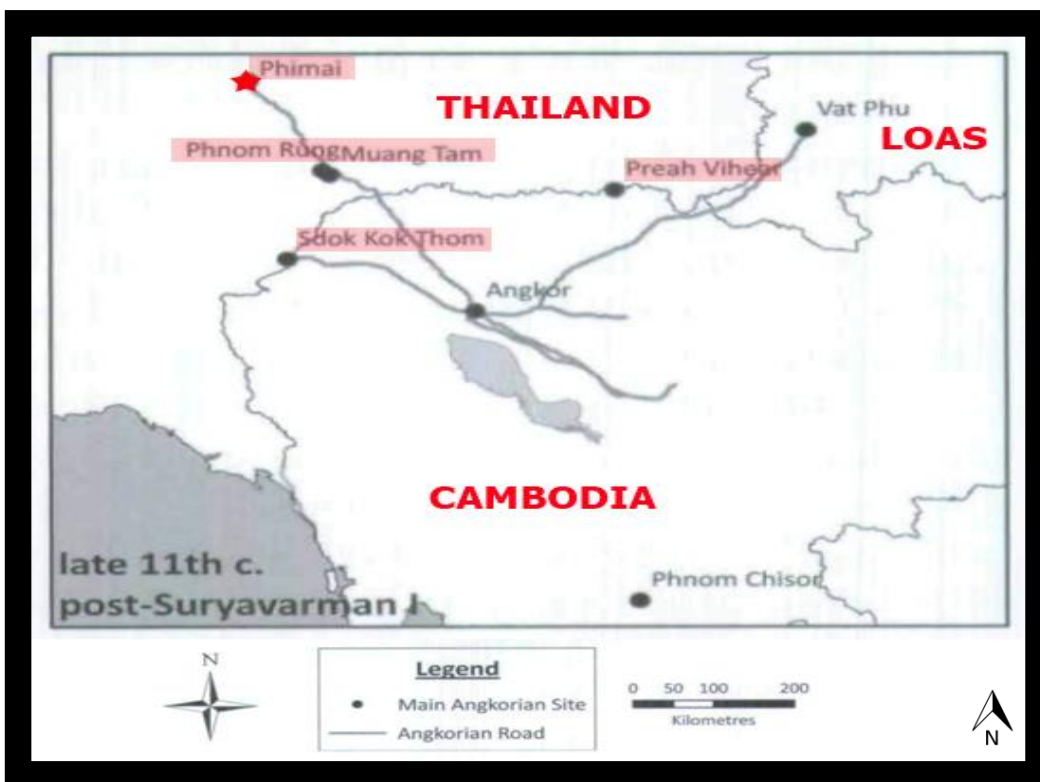 Phimai
THAILAND
Vat Phu
LOAS
Phnom Rung
Muang Tam
Preah Vihear
Sdok Kok Thom
Angkor
CAMBODIA
late 11th c.
post-Suryavarman I
Phnom Chisor
N
Legend
Main Angkorian Site
Angkorian Road
0 50 100 200
Kilometres
N